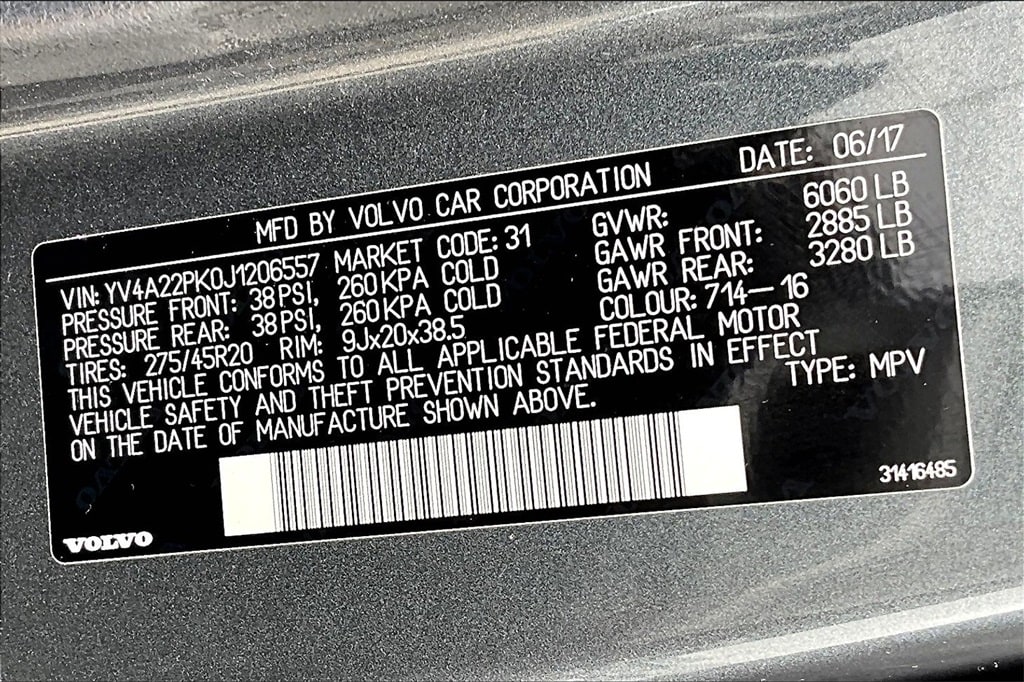 DATE: 06/17
MFD BY VOLVO CAR CORPORATION
VIN: YV4A22PK0J1206557 MARKET CODE: 31 GVWR: 6060 LB
PRESSURE FRONT: 38PSI, 260KPA COLD GAWR FRONT: 2885 LB
PRESSURE REAR: 38PSI, 260KPA COLD GAWR REAR: 3280 LB
TIRES: 275/45R20 RIM: 9Jx20x38.5 COLOUR: 714-16
THIS VEHICLE CONFORMS TO ALL APPLICABLE FEDERAL MOTOR
VEHICLE SAFETY AND THEFT PREVENTION STANDARDS IN EFFECT
ON THE DATE OF MANUFACTURE SHOWN ABOVE. TYPE: MPV
31416485
VOLVO